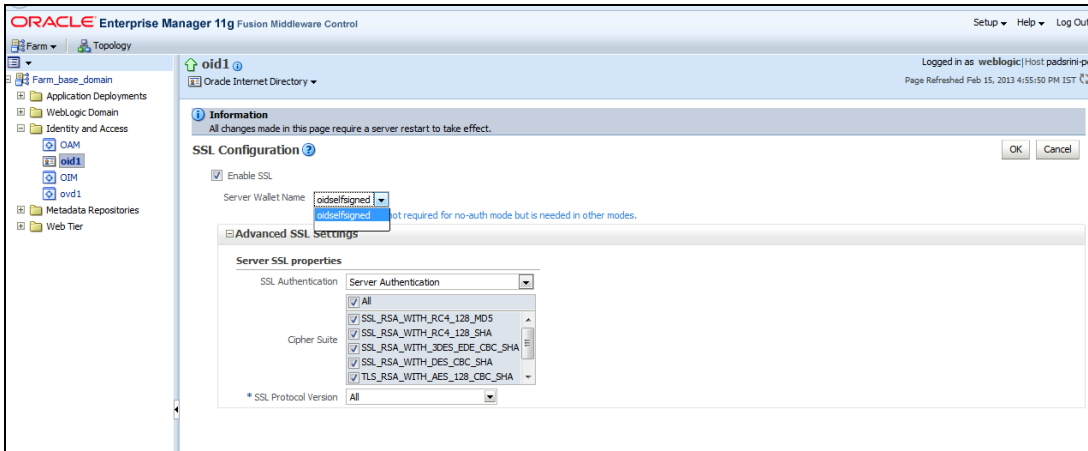 ORACLE Enterprise Manager 11g Fusion Middleware Control
Setup Help Log Out
Farm Topology
Farm_base_domain
Application Deployments
WebLogic Domain
Identity and Access
OAM
oid1
OIM
ovd1
Metadata Repositories
Web Tier
oid1
Oracle Internet Directory
Logged in as weblogic|Host
Page Refreshed Feb 15, 2013 4:55:50 PM IST
Information
All changes made in this page require a server restart to take effect.
SSL Configuration
OK Cancel
Enable SSL
Server Wallet Name oidselfsigned
oidselfsigned
not required for no-auth mode but is needed in other modes.
Advanced SSL Settings
Server SSL properties
SSL Authentication Server Authentication
All
Cipher Suite
SSL_RSA_WITH_RC4_128_MD5
SSL_RSA_WITH_RC4_128_SHA
SSL_RSA_WITH_3DES_EDE_CBC_SHA
SSL_RSA_WITH_DES_CBC_SHA
TLS_RSA_WITH_AES_128_CBC_SHA
* SSL Protocol Version All